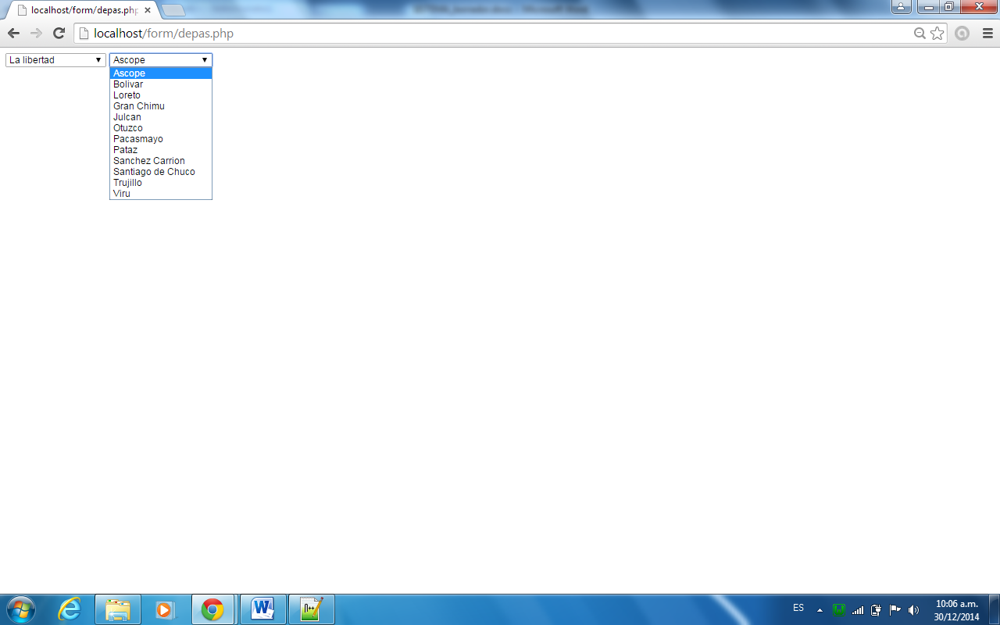 localhost/form/depas.php
localhost/form/depas.php
La libertad
Ascope
Ascope
Bolivar
Loreto
Gran Chimu
Julcan
Otuzco
Pacasmayo
Pataz
Sanchez Carrion
Santiago de Chuco
Trujillo
Viru
ES
10:06 a.m.
30/12/2014